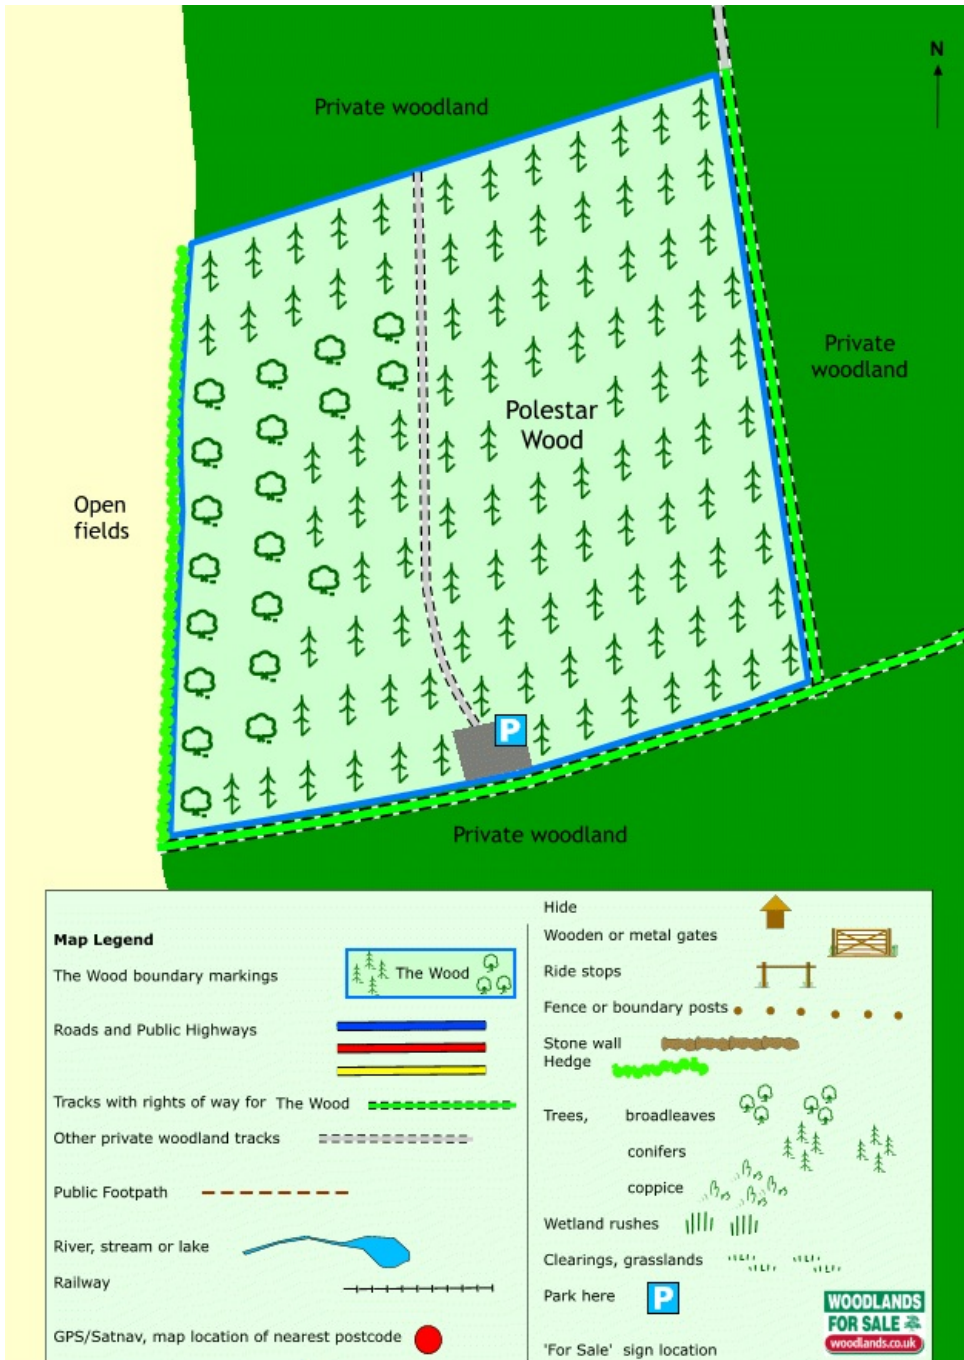 N
Private woodland
Private
woodland
Polestar
Wood
Open
fields
P
Private woodland
Map Legend
The Wood boundary markings
The Wood
Roads and Public Highways
Tracks with rights of way for The Wood
Other private woodland tracks
Public Footpath
River, stream or lake
Railway
GPS/Satnav, map location of nearest postcode
Hide
Wooden or metal gates
Ride stops
Fence or boundary posts
Stone wall
Hedge
Trees, broadleaves
conifers
coppice
Wetland rushes
Clearings, grasslands
Park here P
'For Sale' sign location
WOODLANDS
FOR SALE
woodlands.co.uk